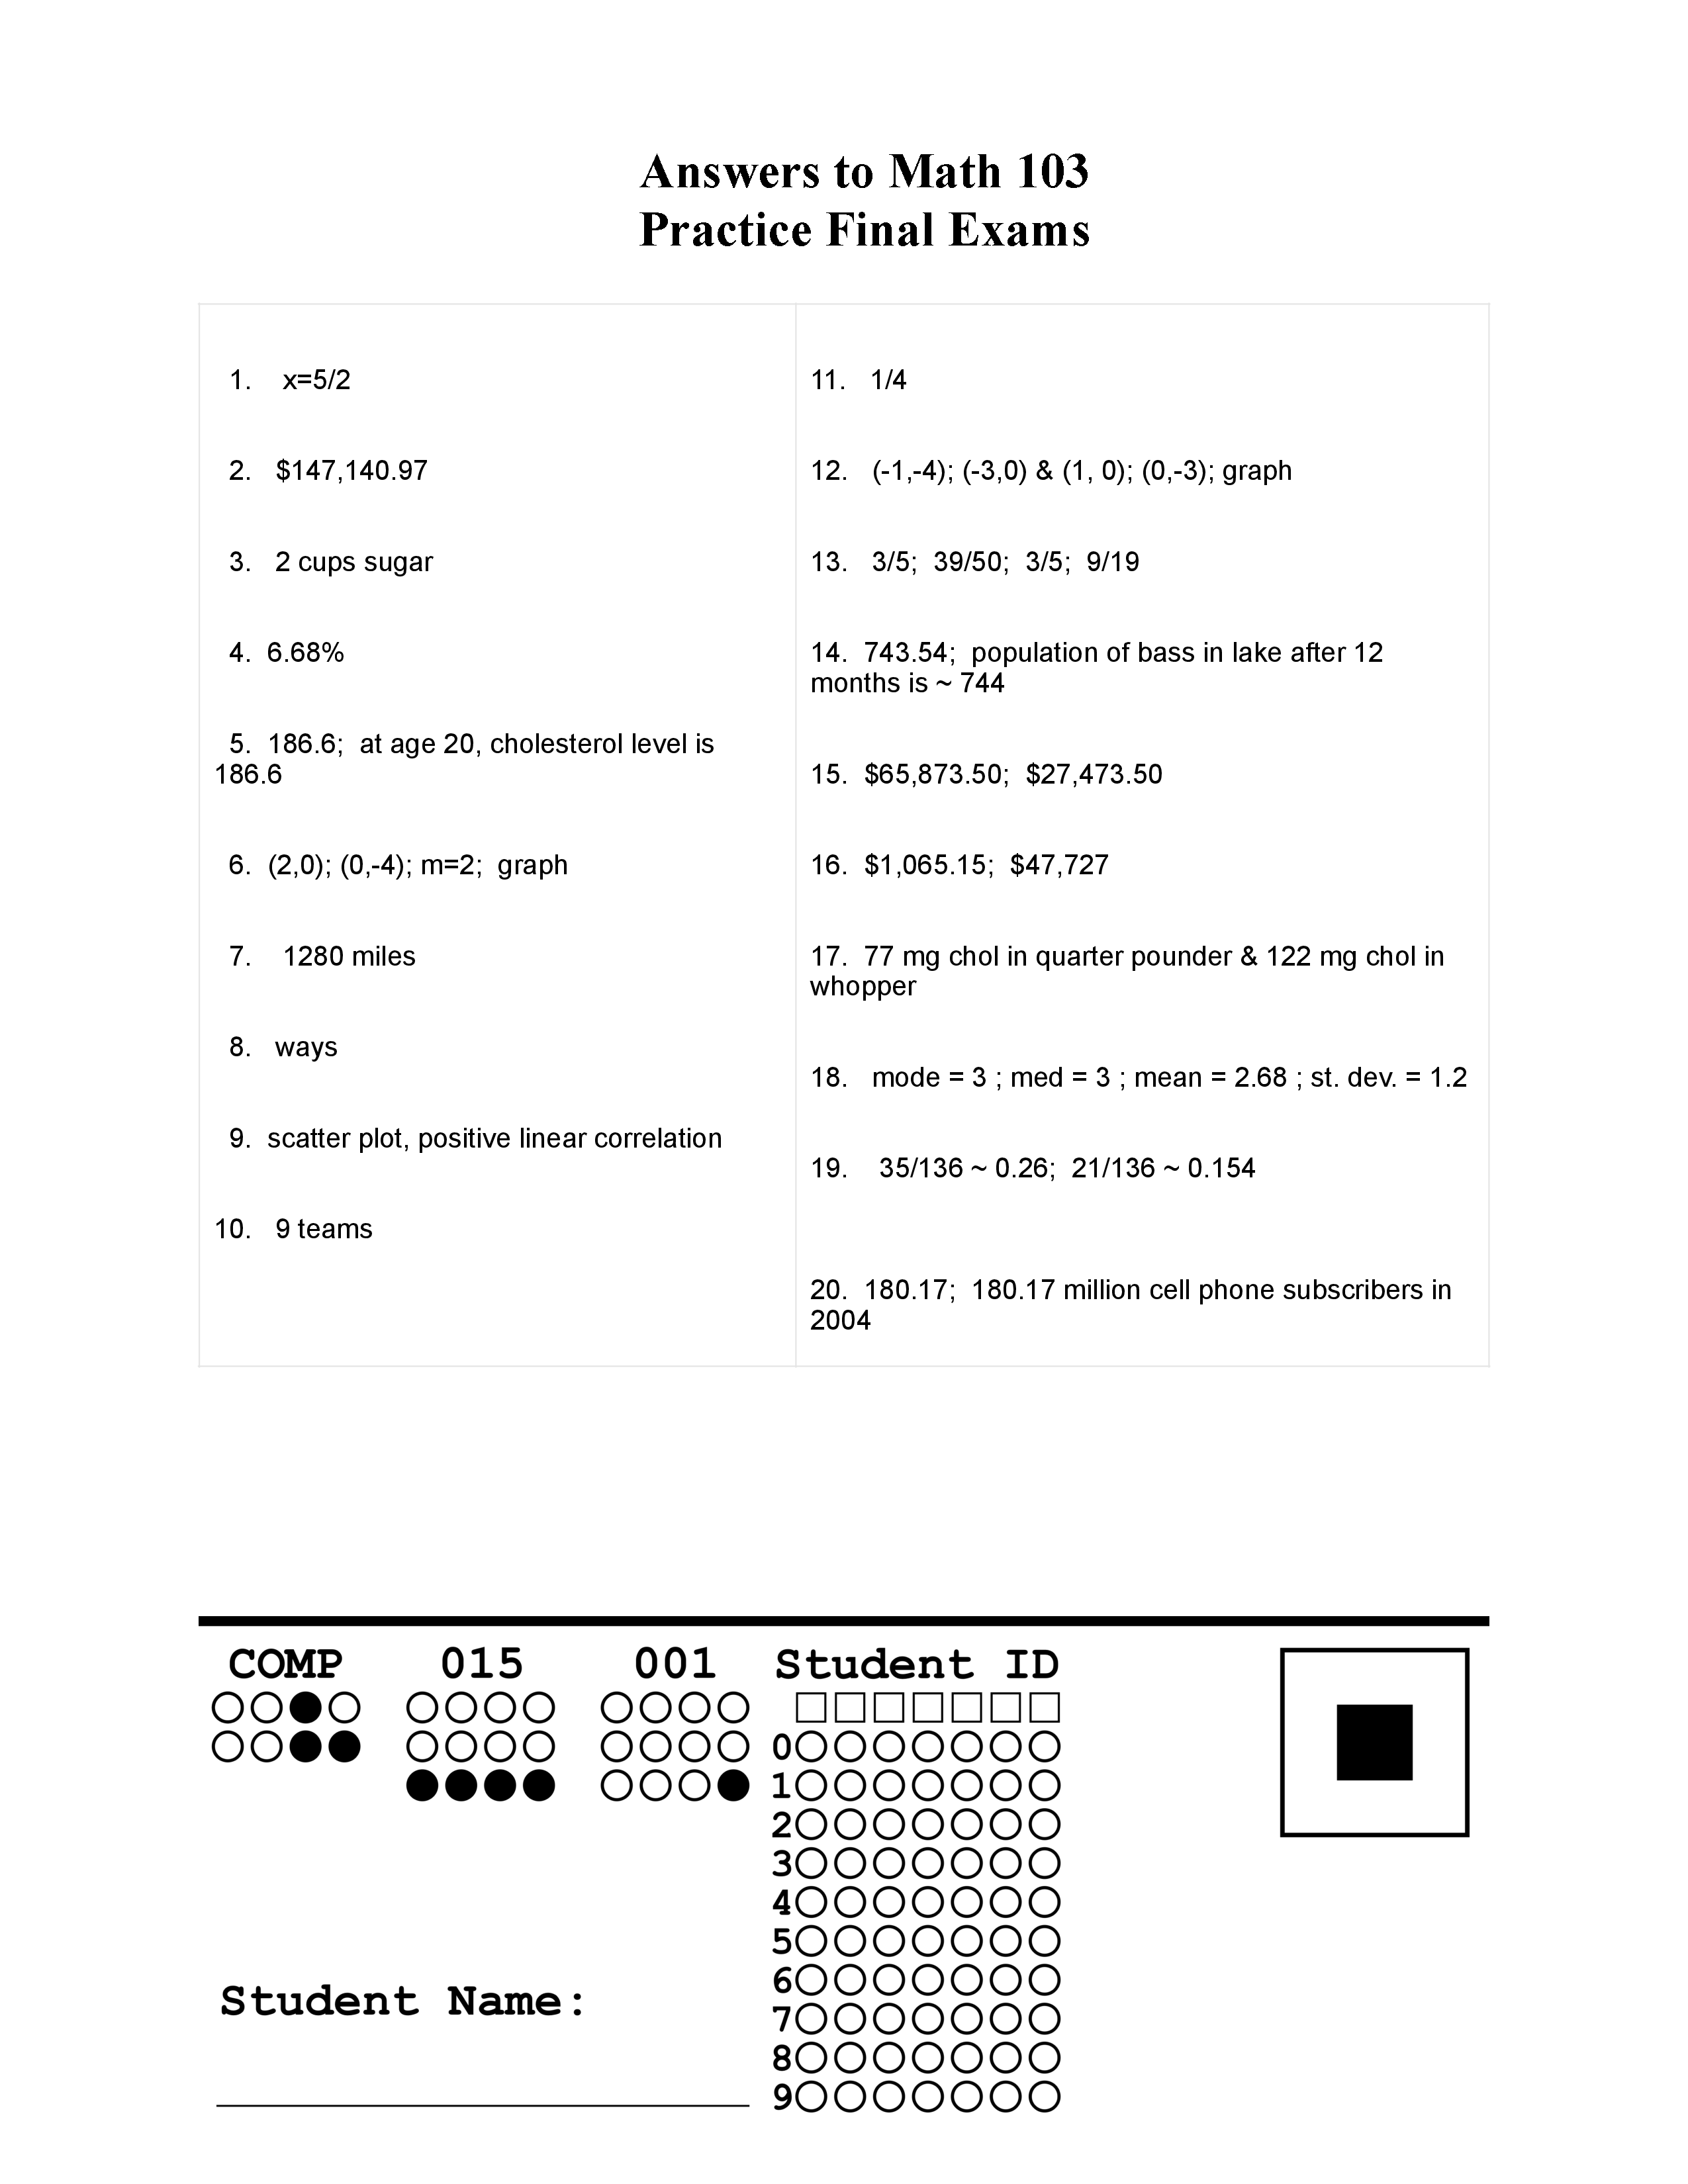 Answers to Math 103
Practice Final Exams
1. x=5/2
2. $147,140.97
3. 2 cups sugar
4. 6.68%
5. 186.6; at age 20, cholesterol level is
186.6
6. (2,0); (0,-4); m=2; graph
7. 1280 miles
8. ways
9. scatter plot, positive linear correlation
10. 9 teams
11. 1/4
12. (-1,-4); (-3,0) & (1, 0); (0,-3); graph
13. 3/5; 39/50; 3/5; 9/19
14. 743.54; population of bass in lake after 12
months is ~ 744
15. $65,873.50; $27,473.50
16. $1,065.15; $47,727
17. 77 mg chol in quarter pounder & 122 mg chol in
whopper
18. mode = 3 ; med = 3 ; mean = 2.68 ; st. dev. = 1.2
19. 35/136 ~ 0.26; 21/136 ~ 0.154
20. 180.17; 180.17 million cell phone subscribers in
2004
COMP 015 001 Student ID
0
1
2
3
4
5
6
7
8
9
Student Name: